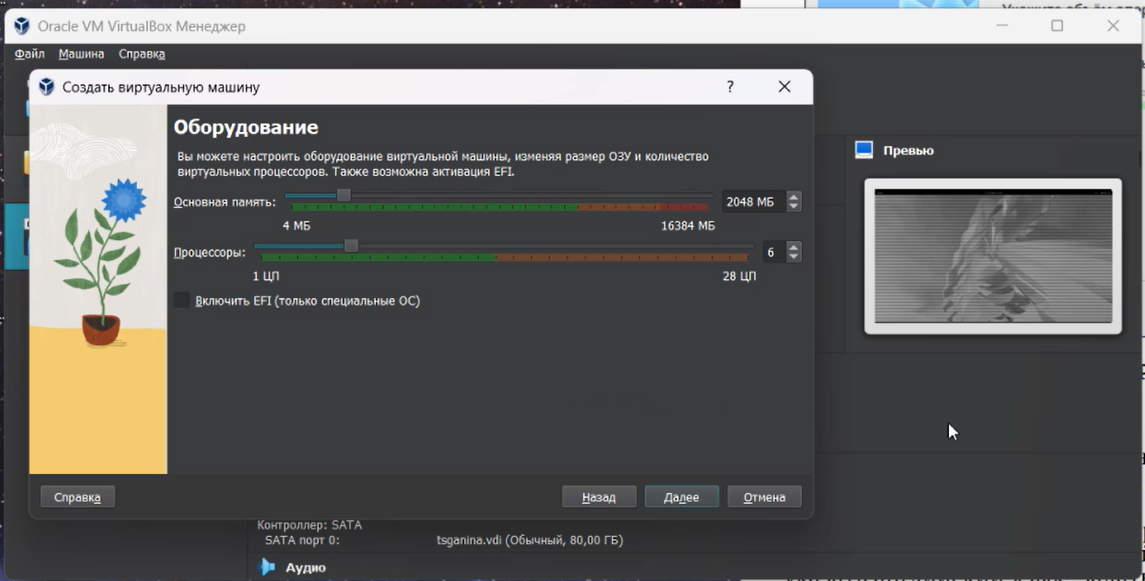 Oracle VM VirtualBox Менеджер
Файл Машина Справка
Создать виртуальную машину
?
Оборудование
Вы можете настроить оборудование виртуальной машины, изменяя размер ОЗУ и количество
виртуальных процессоров. Также возможна активация EFI.
Основная память: 2048 МБ
4 МБ 16384 МБ
Процессоры: 6
1 ЦП 28 ЦП
Включить EFI (только специальные ОС)
Справка Назад Далее Отмена
Превью
Контроллер: SATA
SATA порт 0: tsganina.vdi (Обычный, 80,00 ГБ)
Аудио